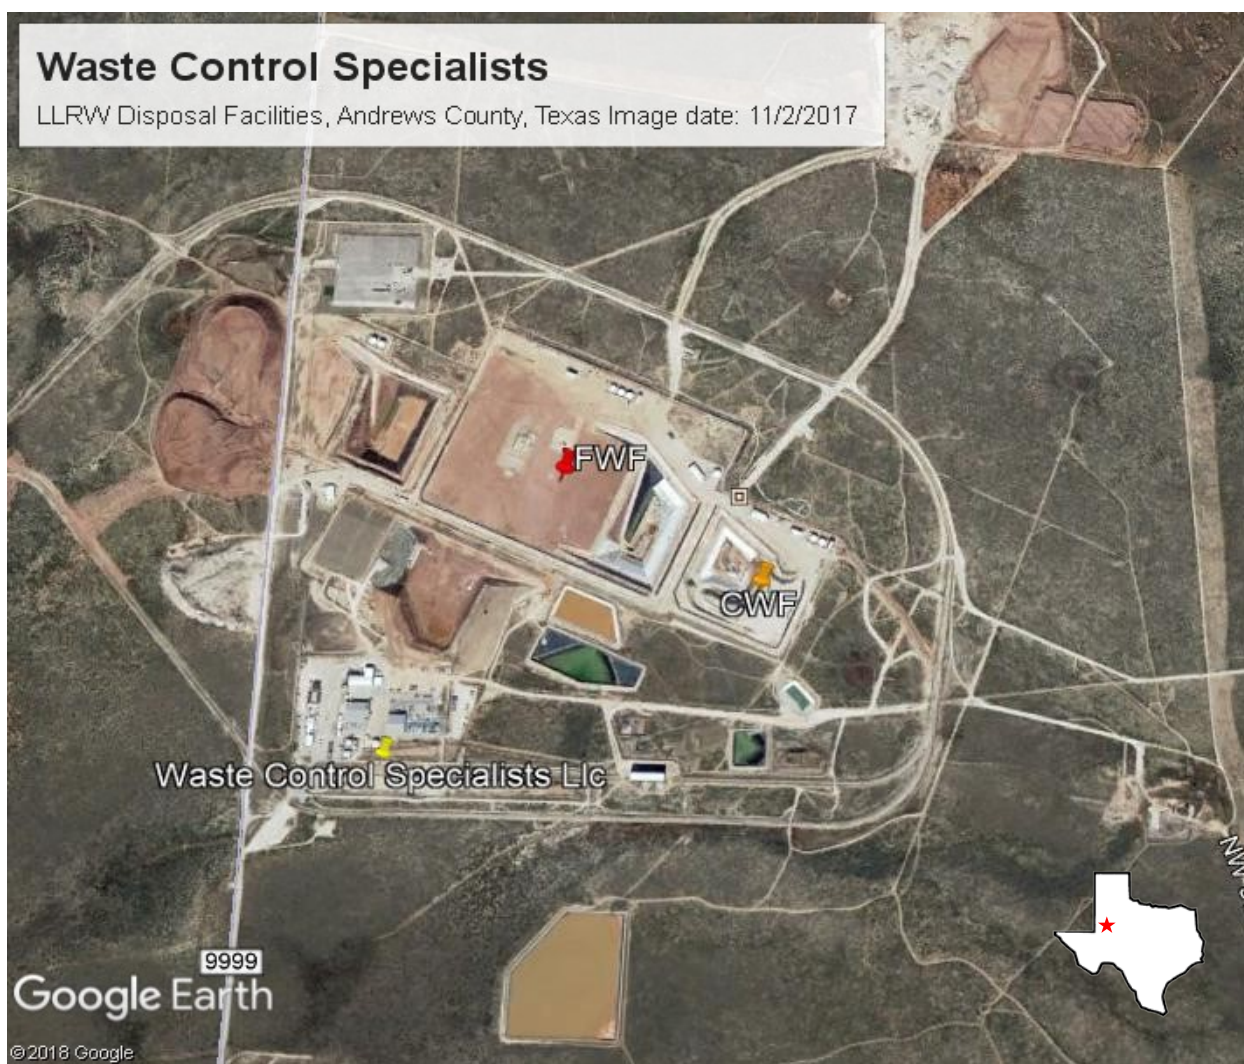 Waste Control Specialists
LLRW Disposal Facilities, Andrews County, Texas Image date: 11/2/2017
FWF
CWF
Waste Control Specialists Llc
NW
9999
Google Earth
©2018 Google